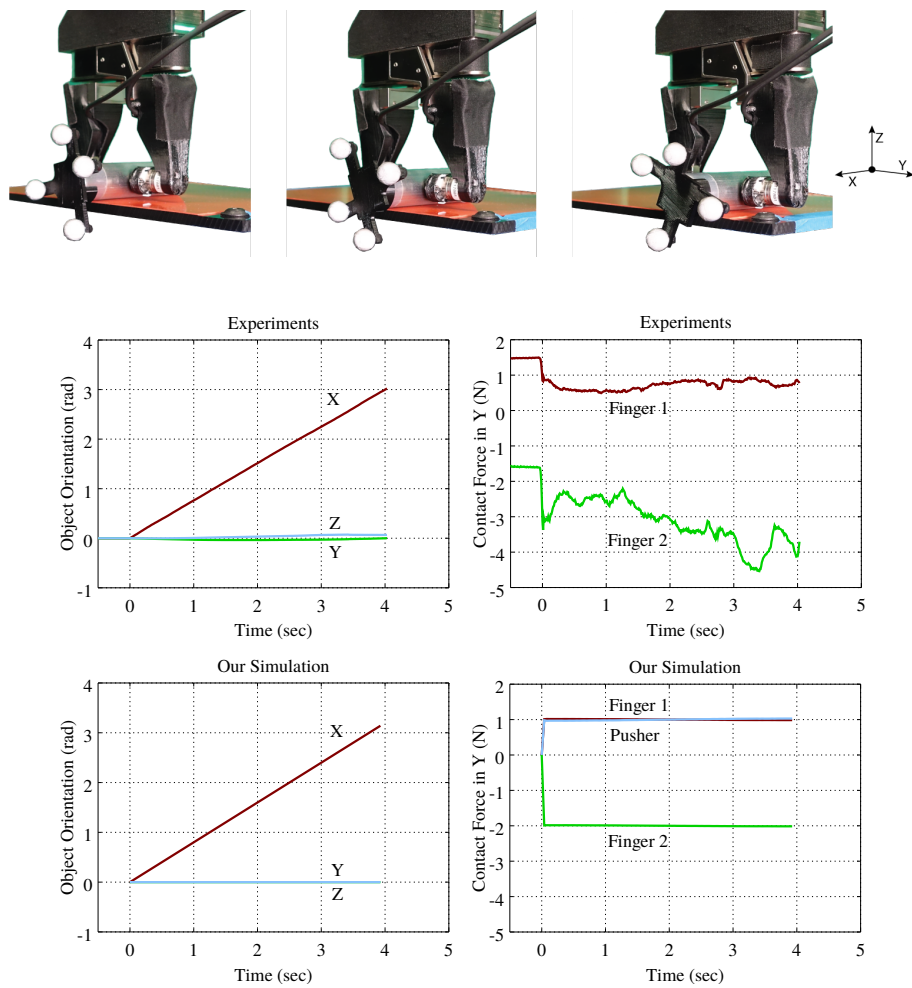 Z
Y
X
Experiments
Object Orientation (rad)
4
3
2
1
0
-1
X
Z
Y
0 1 2 3 4 5
Time (sec)
Experiments
Contact Force in Y (N)
2
1
0
-1
-2
-3
-4
-5
Finger 1
Finger 2
0 1 2 3 4 5
Time (sec)
Our Simulation
Object Orientation (rad)
4
3
2
1
0
-1
X
Y
Z
0 1 2 3 4 5
Time (sec)
Our Simulation
Contact Force in Y (N)
2
1
0
-1
-2
-3
-4
-5
Finger 1
Pusher
Finger 2
0 1 2 3 4 5
Time (sec)